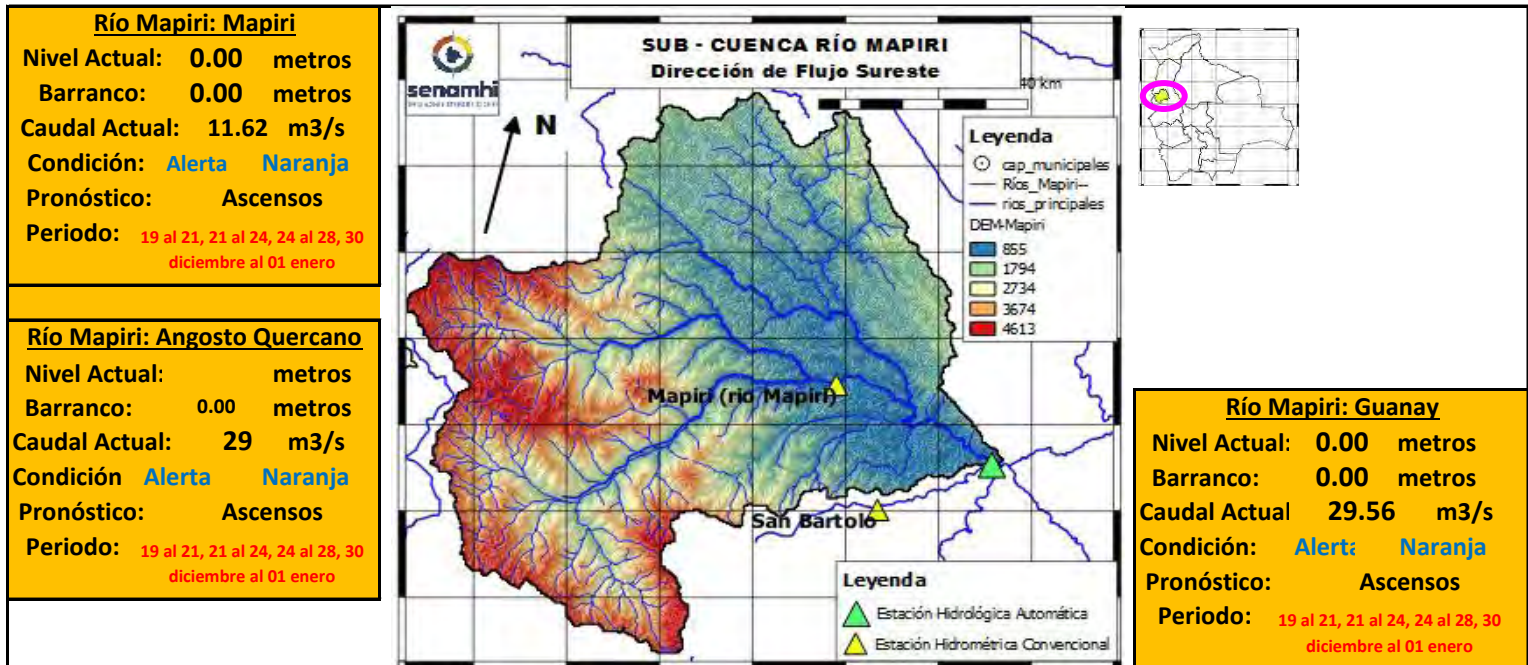 Río Mapiri: Mapiri
Nivel Actual: 0.00 metros
Barranco: 0.00 metros
Caudal Actual: 11.62 m3/s
Condición: Alerta Naranja
Pronóstico: Ascensos
Periodo: 19 al 21, 21 al 24, 24 al 28, 30
diciembre al 01 enero
Río Mapiri: Angosto Quercano
Nivel Actual: metros
Barranco: 0.00 metros
Caudal Actual: 29 m3/s
Condición Alerta Naranja
Pronóstico: Ascensos
Periodo: 19 al 21, 21 al 24, 24 al 28, 30
diciembre al 01 enero
senamhi
SUB - CUENCA RÍO MAPIRI
Dirección de Flujo Sureste
40 km
N
Leyenda
cap_municipales
Ríos_Mapiri--
rios_principales
DEM-Mapiri
855
1794
2734
3674
4613
Mapiri (rio Mapiri)
San Bartolo
Leyenda
Estación Hidrológica Automática
Estación Hidrométrica Convencional
Río Mapiri: Guanay
Nivel Actual: 0.00 metros
Barranco: 0.00 metros
Caudal Actual 29.56 m3/s
Condición: Alerta Naranja
Pronóstico: Ascensos
Periodo: 19 al 21, 21 al 24, 24 al 28, 30
diciembre al 01 enero